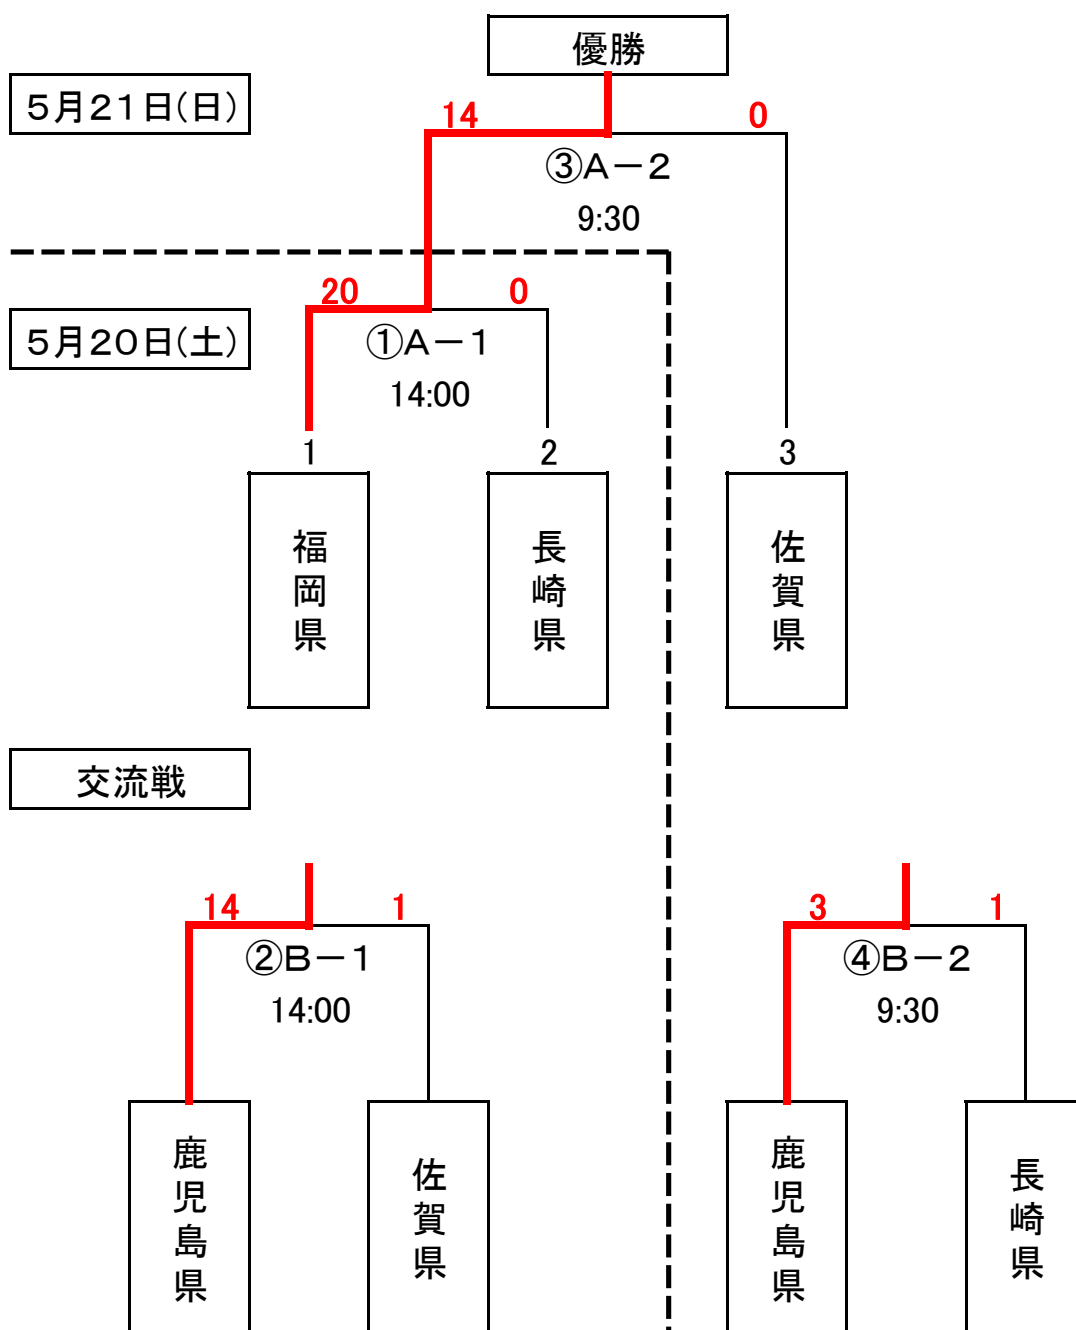 優勝
5月21日(日)
14 0
③A－2
9:30
20 0
5月20日(土)
①A－1
14:00
1 2 3
福岡県
長崎県
佐賀県
交流戦
14 1
②B－1
14:00
3 1
④B－2
9:30
鹿児島県
佐賀県
鹿児島県
長崎県